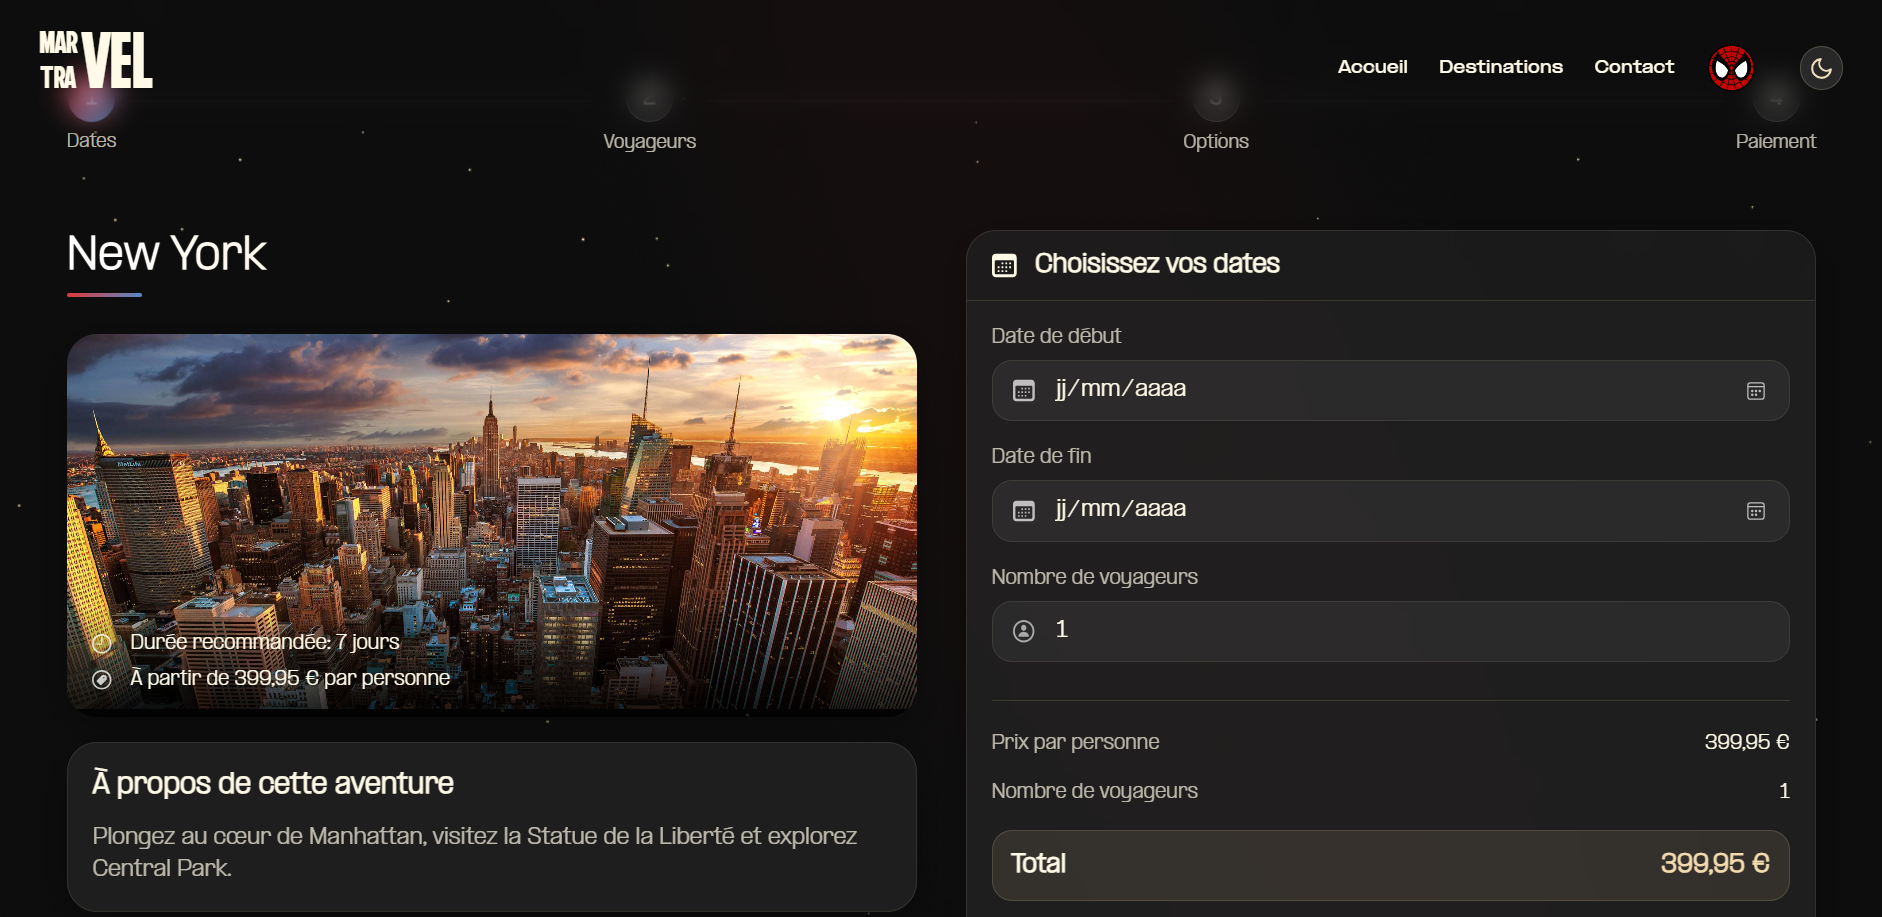 MAR
TRA
VEL
Accueil
Destinations
Contact
1
2
3
4
Dates
Voyageurs
Options
Paiement
New York
MetLife
Durée recommandée: 7 jours
À partir de 399,95 € par personne
À propos de cette aventure
Plongez au cœur de Manhattan, visitez la Statue de la Liberté et explorez
Central Park.
Choisissez vos dates
Date de début
jj/mm/aaaa
Date de fin
jj/mm/aaaa
Nombre de voyageurs
1
Prix par personne
399,95 €
Nombre de voyageurs
1
Total
399,95 €